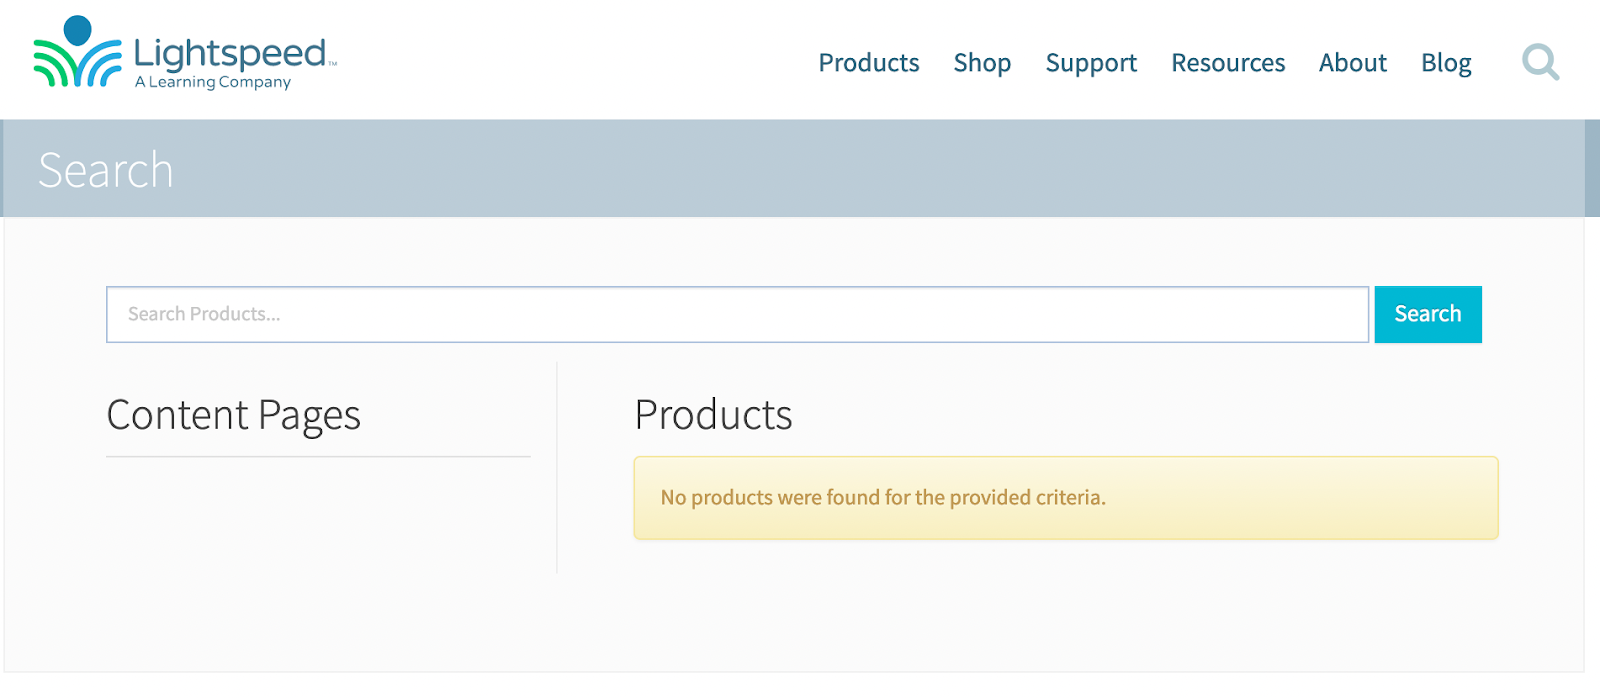 Lightspeed™
A Learning Company
Products Shop Support Resources About Blog
Search
Search Products...
Search
Content Pages
Products
No products were found for the provided criteria.